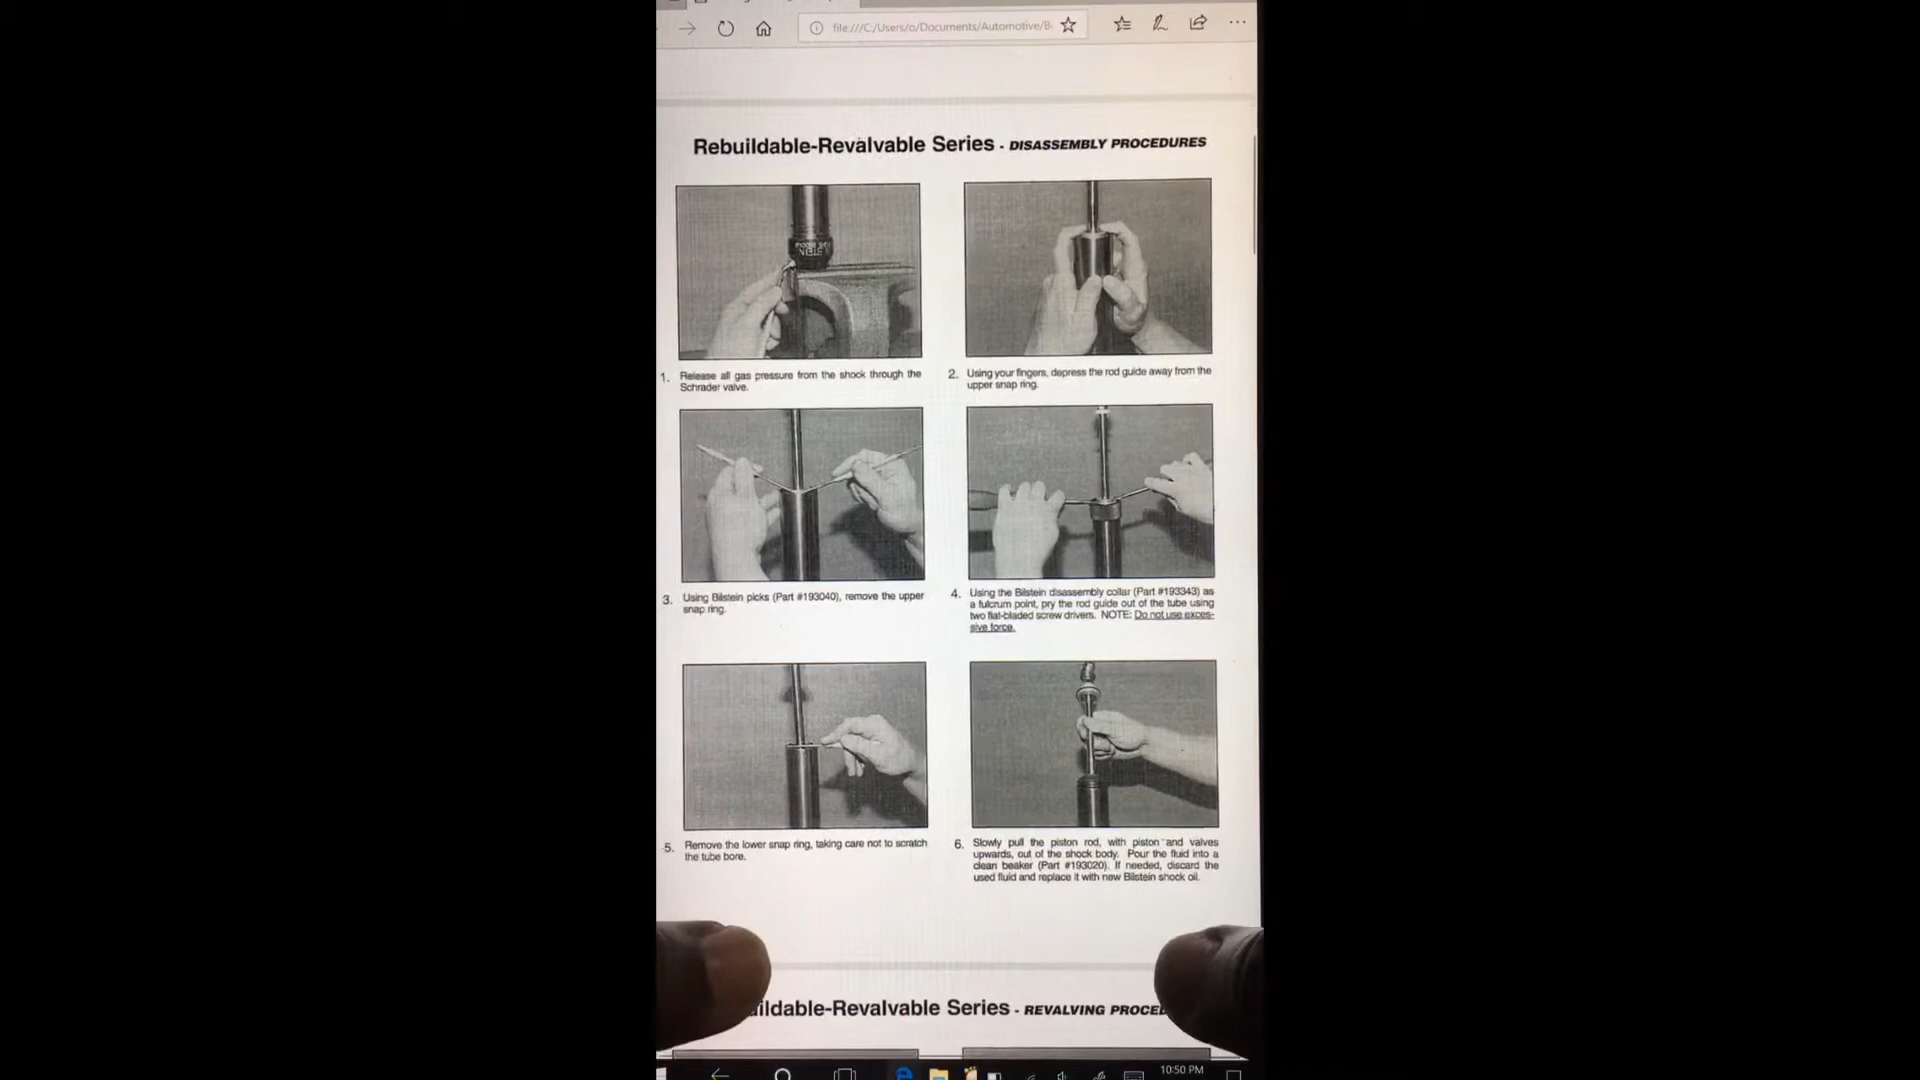 file:///C:/Users/o/Documents/Automotive/B
Rebuildable-Revalvable Series - DISASSEMBLY PROCEDURES
1. Release all gas pressure from the shock through the
Schrader valve.
2. Using your fingers, depress the rod guide away from the
upper snap ring.
3. Using Bilstein picks (Part #193040), remove the upper
snap ring.
4. Using the Bilstein disassembly collar (Part #193343) as
a fulcrum point, pry the rod guide out of the tube using
two flat-bladed screw drivers. NOTE: Do not use exces-
sive force.
5. Remove the lower snap ring, taking care not to scratch
the tube bore.
6. Slowly pull the piston rod, with piston and valves
upwards, out of the shock body. Pour the fluid into a
clean beaker (Part #193020). If needed, discard the
used fluid and replace it with new Bilstein shock oil.
ildable-Revalvable Series - REVALVING PROCED
10:50 PM